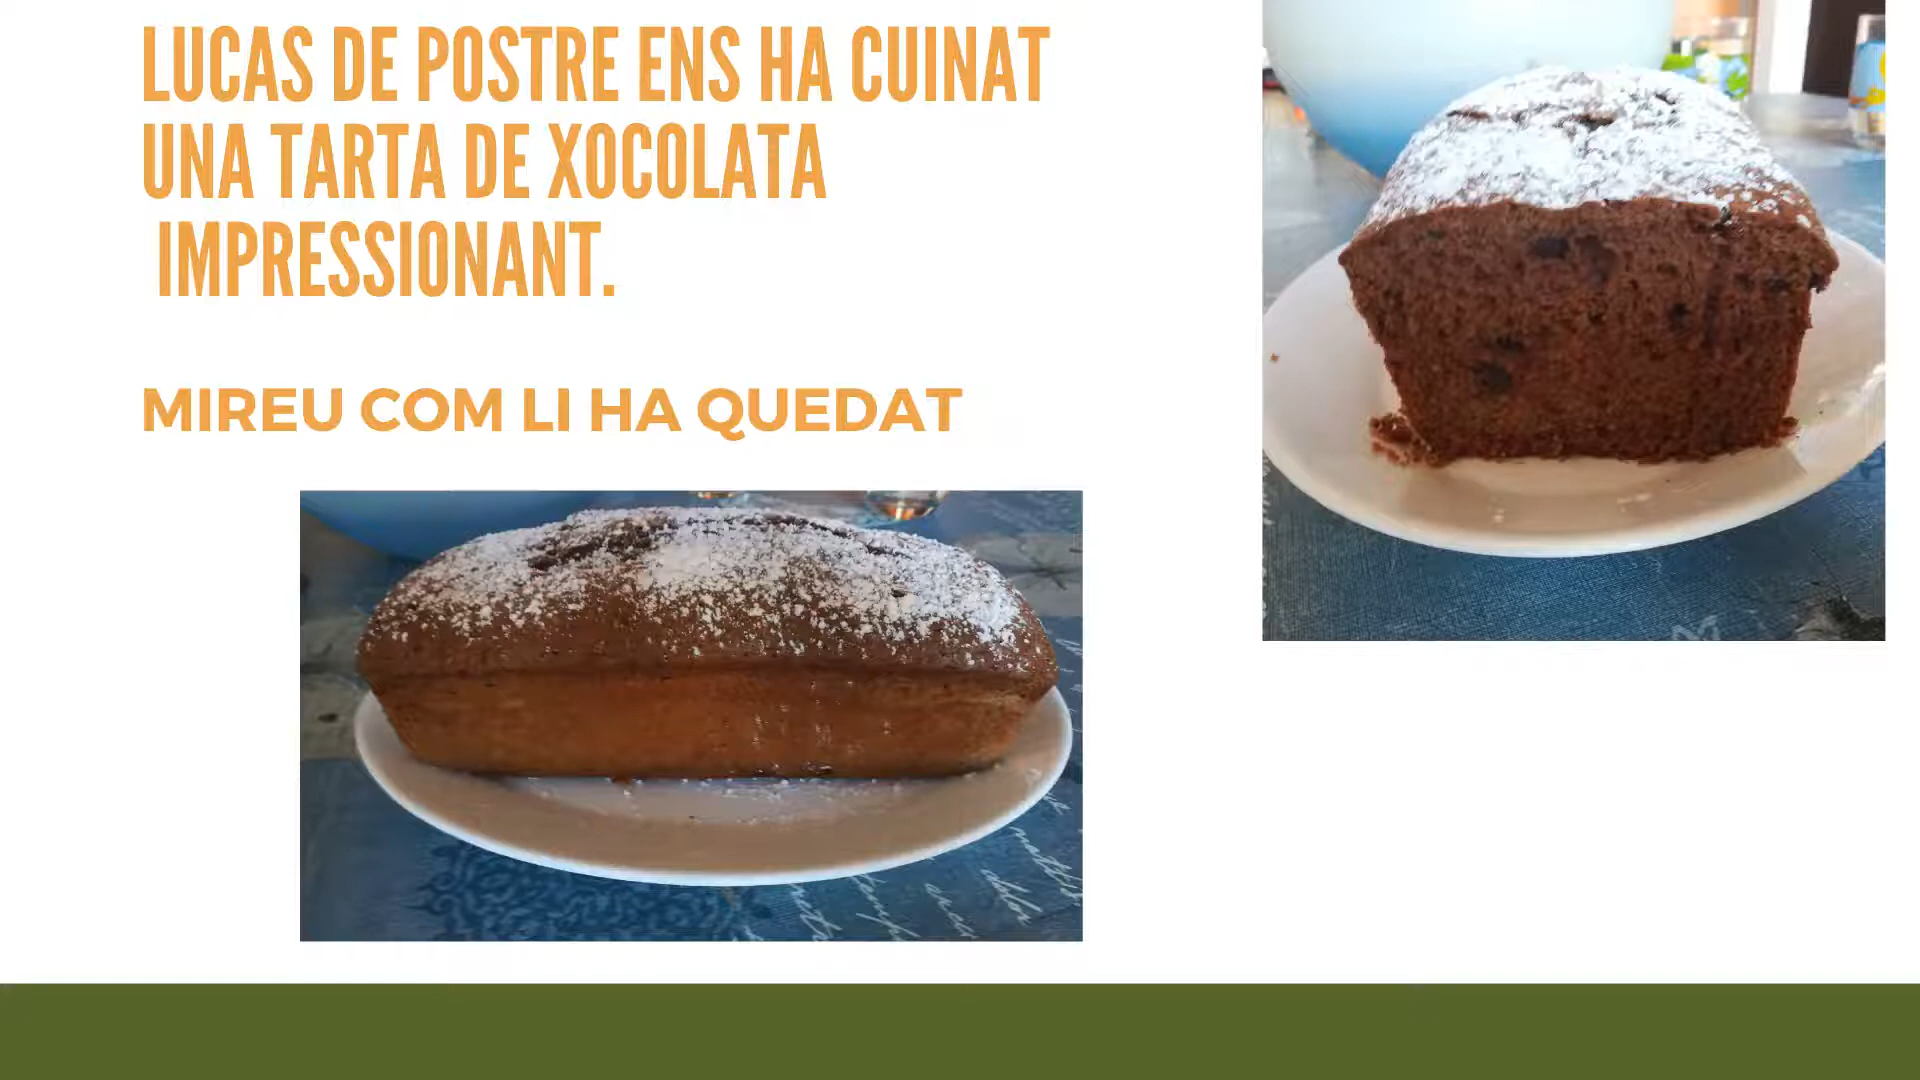 LUCAS DE POSTRE ENS HA CUINAT
UNA TARTA DE XOCOLATA
IMPRESSIONANT.
MIREU COM LI HA QUEDAT